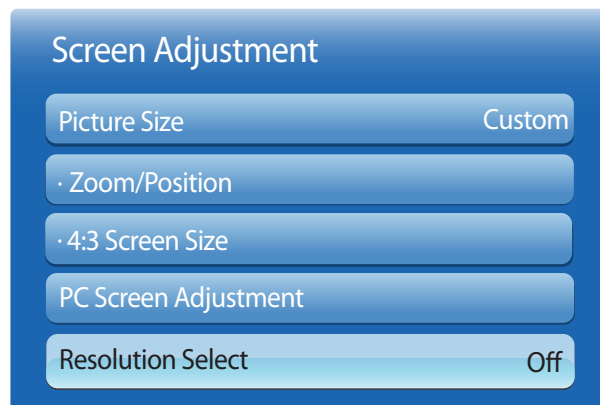 Screen Adjustment
Picture Size Custom
· Zoom/Position
· 4:3 Screen Size
PC Screen Adjustment
Resolution Select Off